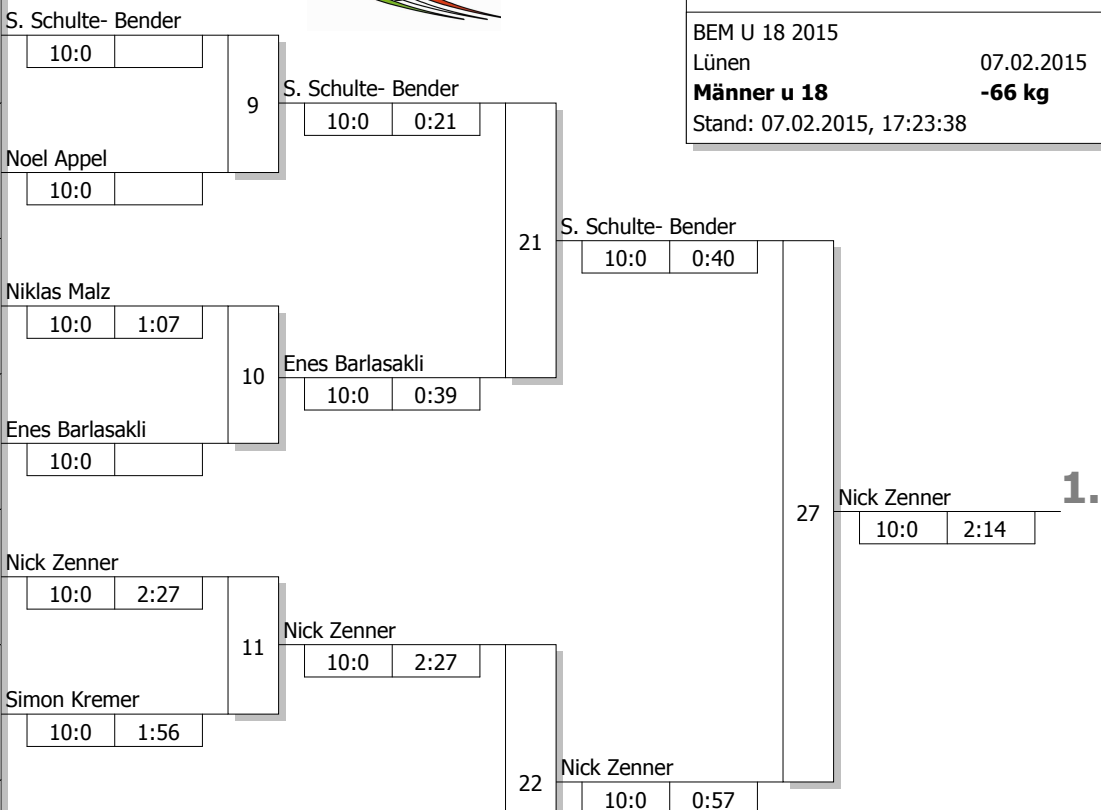 S. Schulte- Bender
10:0
9
Noel Appel
10:0
S. Schulte- Bender
10:0 0:21
BEM U 18 2015
Lünen 07.02.2015
Männer u 18 -66 kg
Stand: 07.02.2015, 17:23:38
21
S. Schulte- Bender
10:0 0:40
Niklas Malz
10:0 1:07
10
Enes Barlasakli
10:0
Enes Barlasakli
10:0 0:39
27
Nick Zenner
10:0 2:14
1.
Nick Zenner
10:0 2:27
11
Simon Kremer
10:0 1:56
Nick Zenner
10:0 2:27
22
Nick Zenner
10:0 0:57